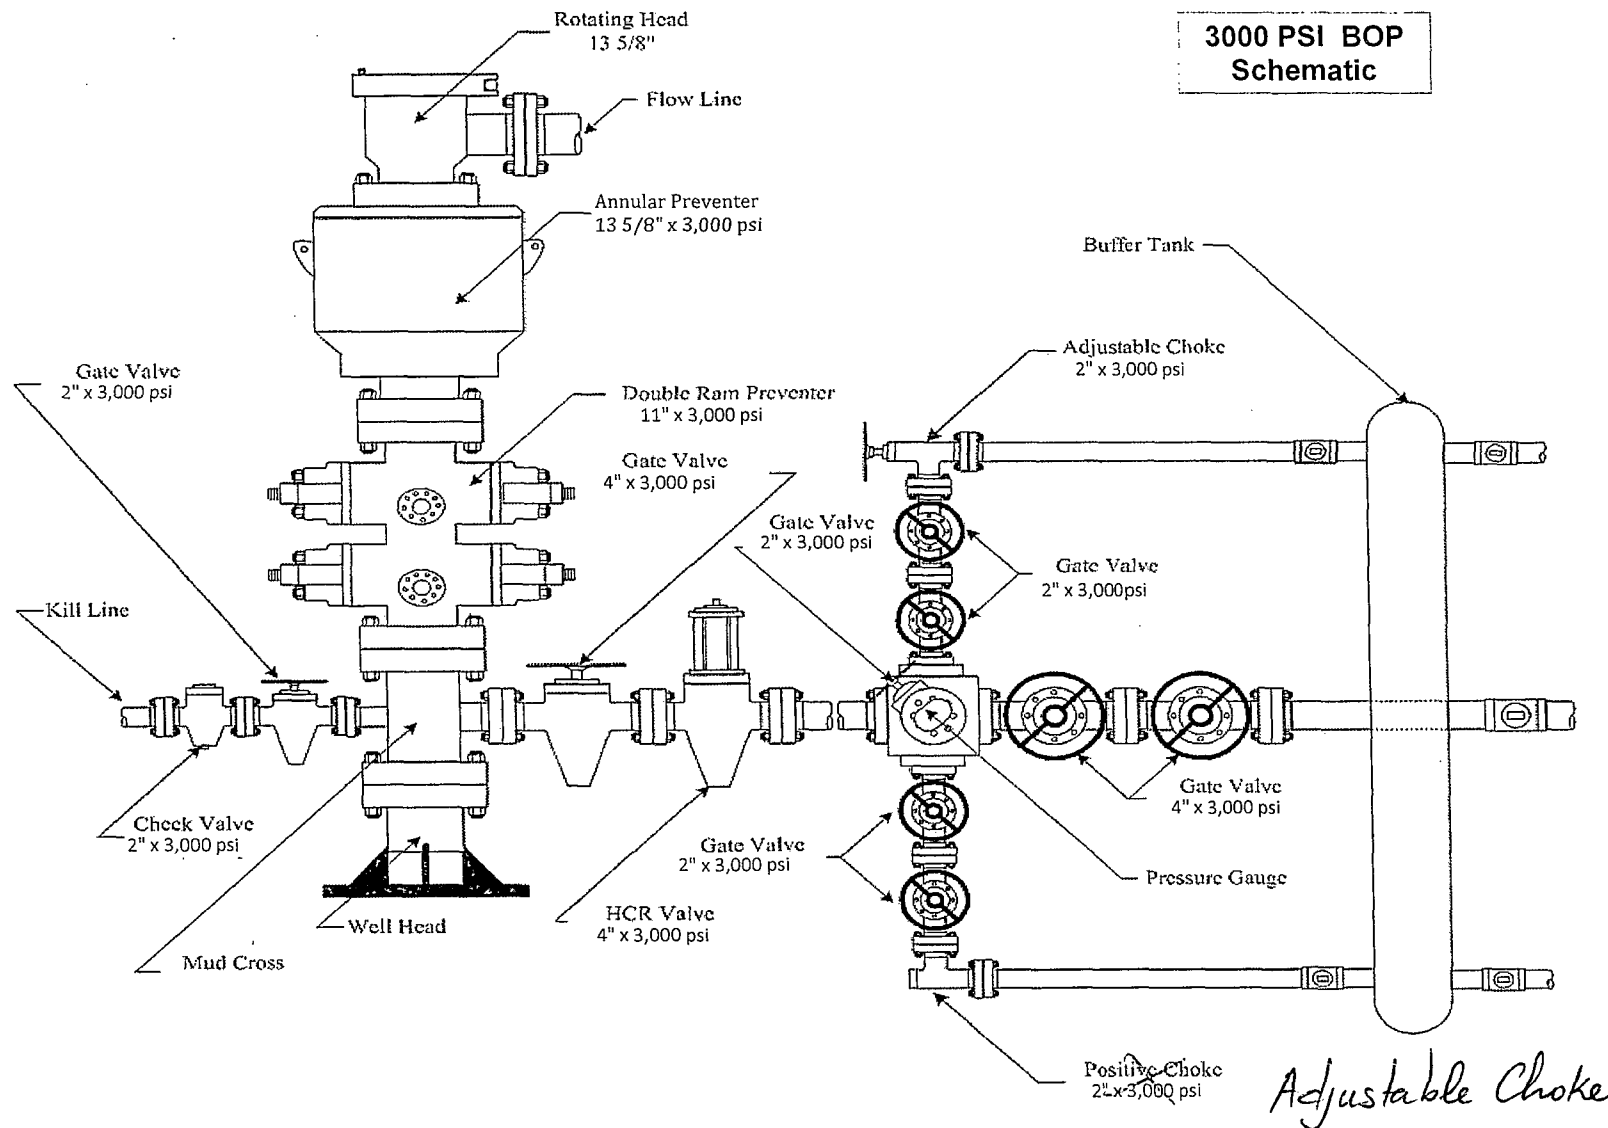 Rotating Head
13 5/8"
3000 PSI BOP
Schematic
Flow Line
Annular Preventer
13 5/8" x 3,000 psi
Buffer Tank
Adjustable Choke
2" x 3,000 psi
Gate Valve
2" x 3,000 psi
Double Ram Preventer
11" x 3,000 psi
Gate Valve
4" x 3,000 psi
Gate Valve
2" x 3,000 psi
Gate Valve
2" x 3,000psi
Kill Line
Gate Valve
4" x 3,000 psi
Check Valve
2" x 3,000 psi
Gate Valve
2" x 3,000 psi
Pressure Gauge
HCR Valve
4" x 3,000 psi
Well Head
Mud Cross
Positive Choke
2" x 3,000 psi
Adjustable Choke